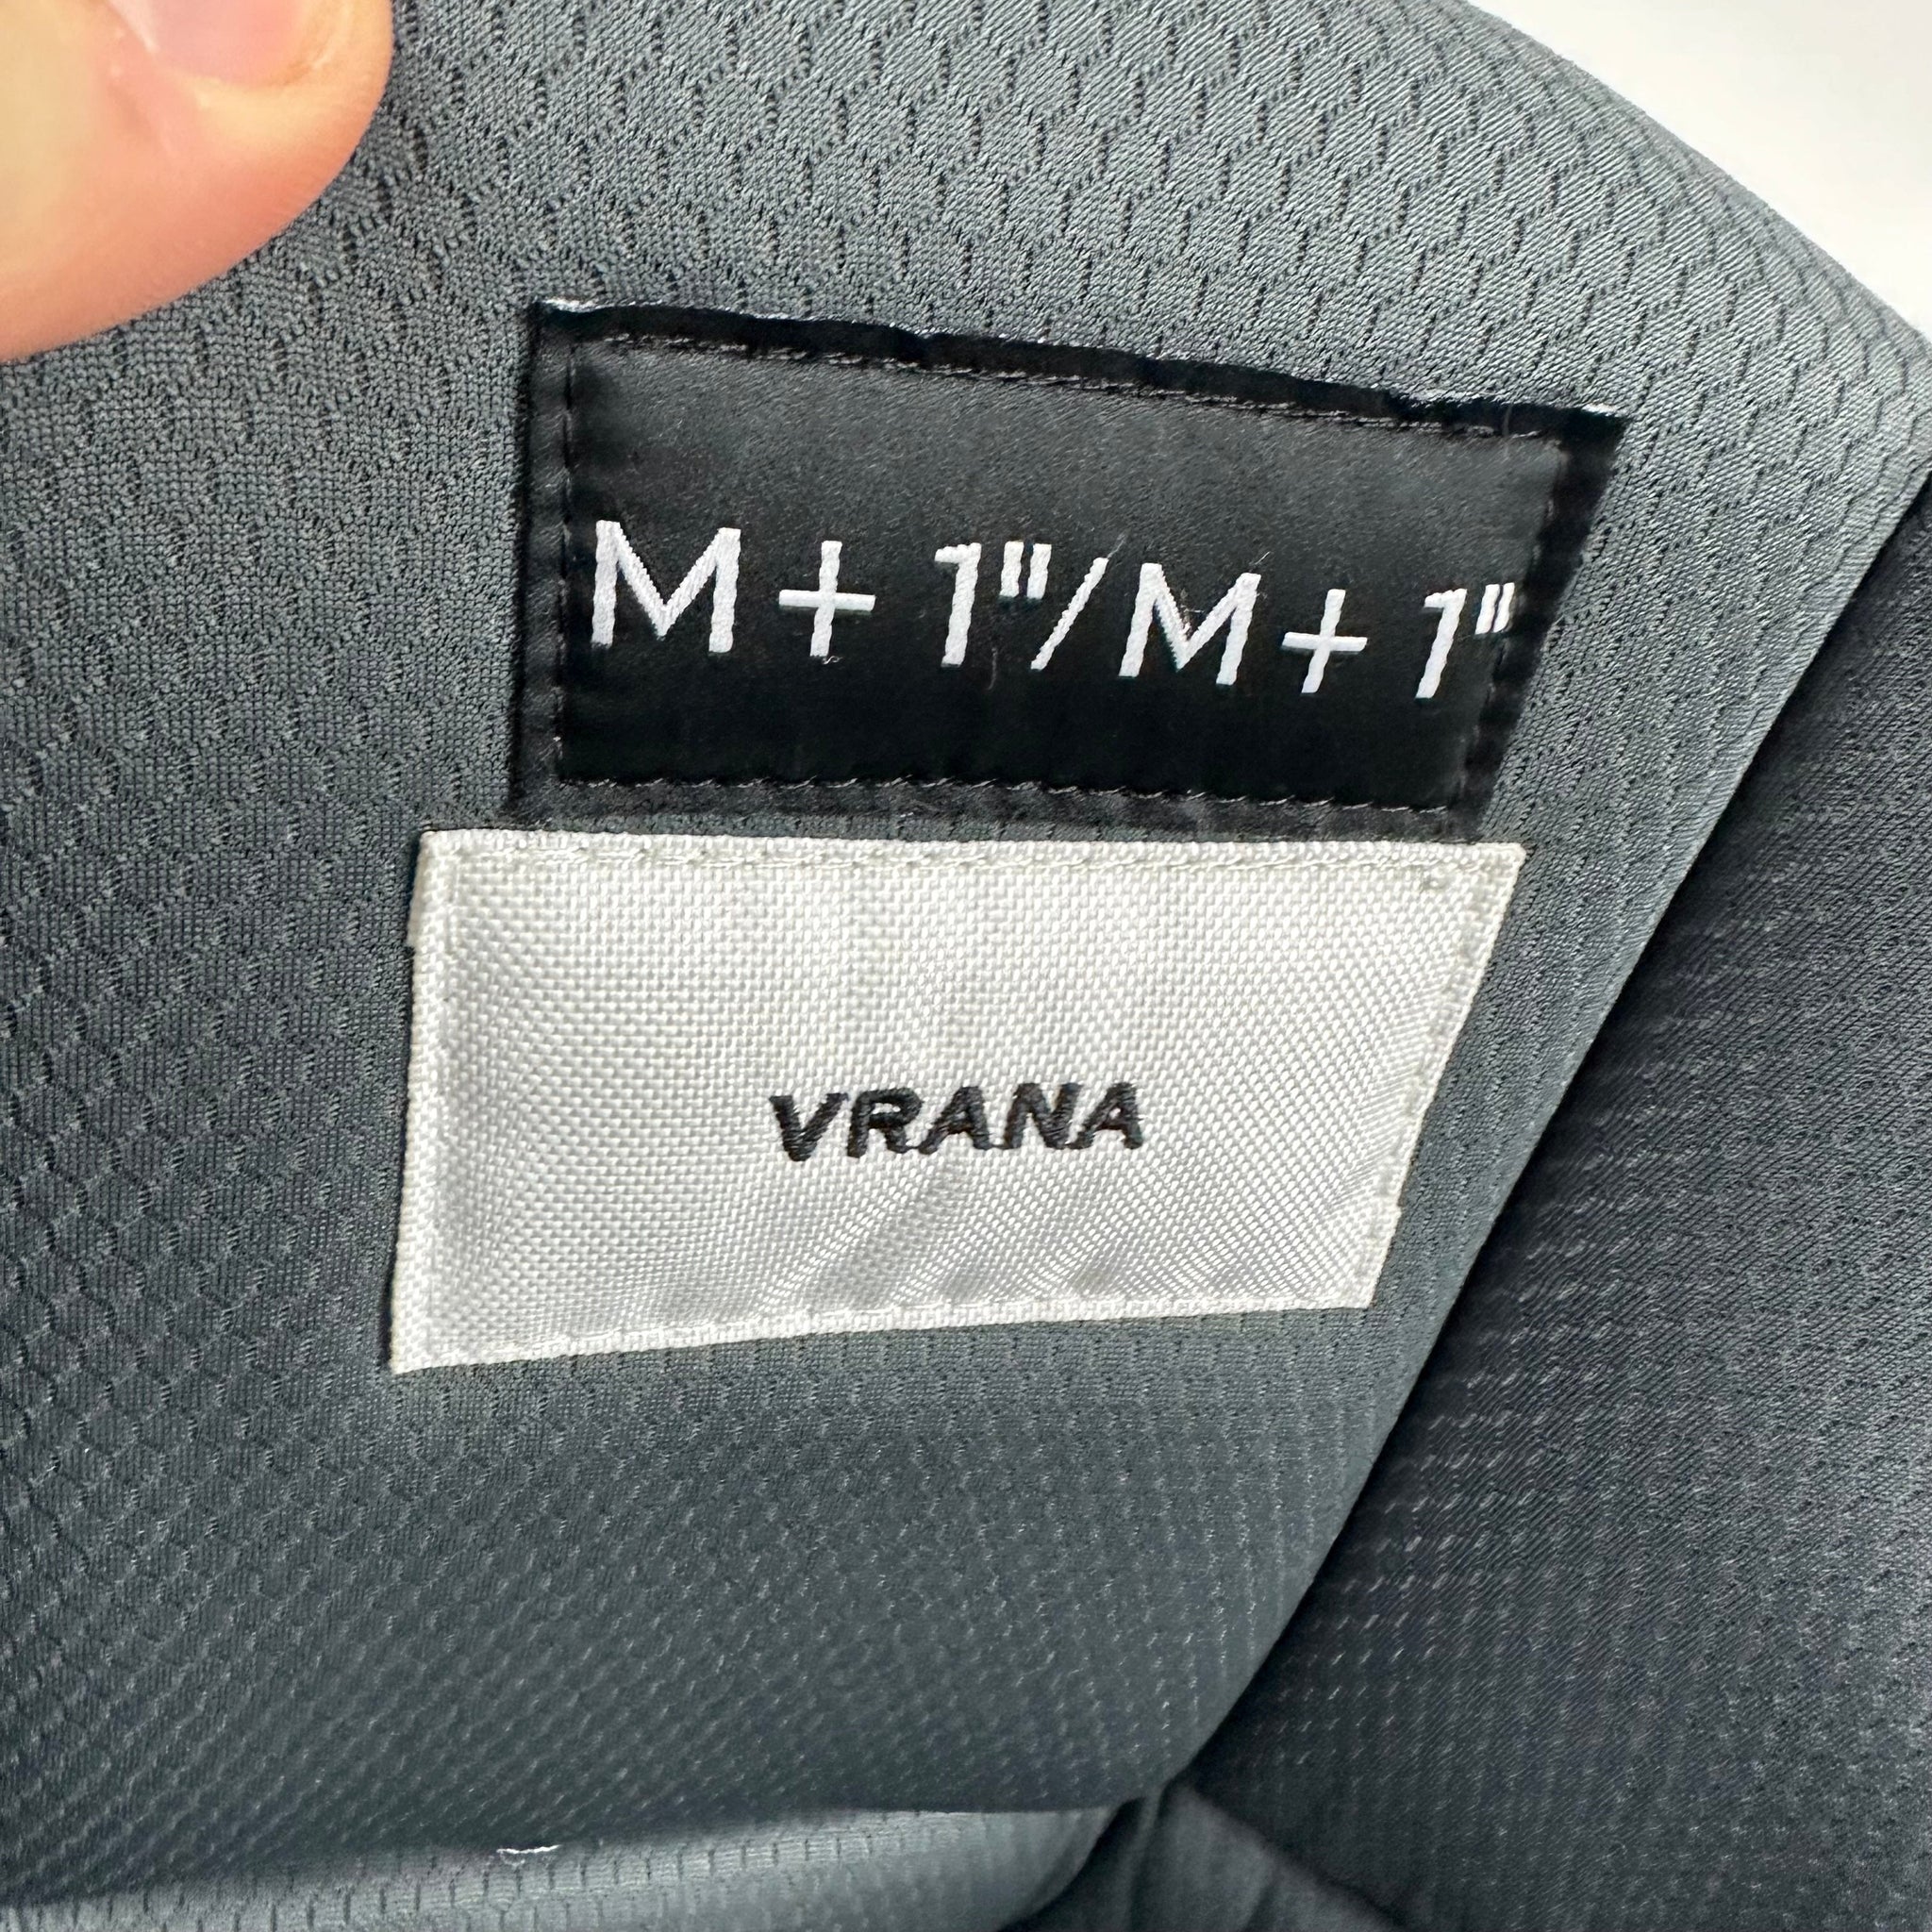 M + 1"/M + 1"
VRANA